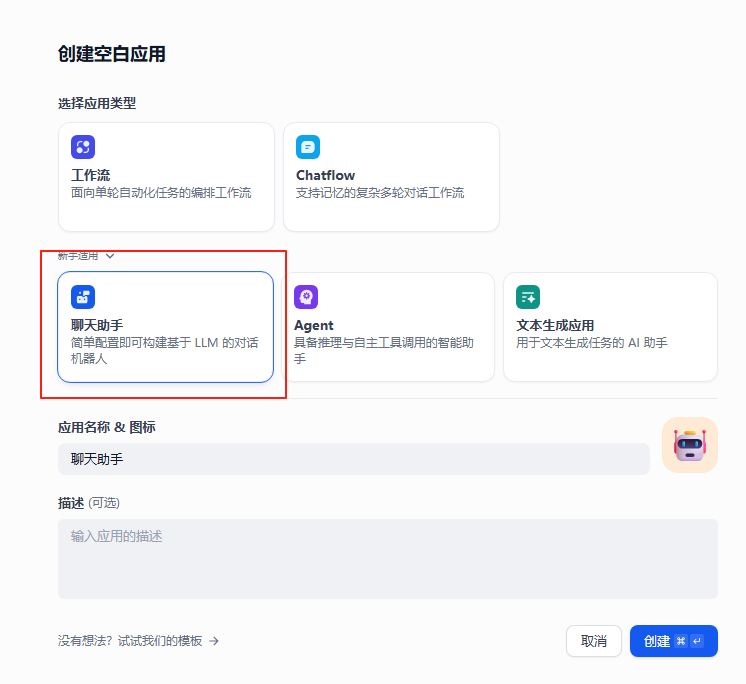 创建空白应用
选择应用类型
工作流
面向单轮自动化任务的编排工作流
Chatflow
支持记忆的复杂多轮对话工作流
新手适用
聊天助手
简单配置即可构建基于 LLM 的对话
机器人
Agent
具备推理与自主工具调用的智能助
手
文本生成应用
用于文本生成任务的 AI 助手
应用名称 & 图标
聊天助手
描述 (可选)
输入应用的描述
没有想法？试试我们的模板 →
取消
创建 ⌘ ↵